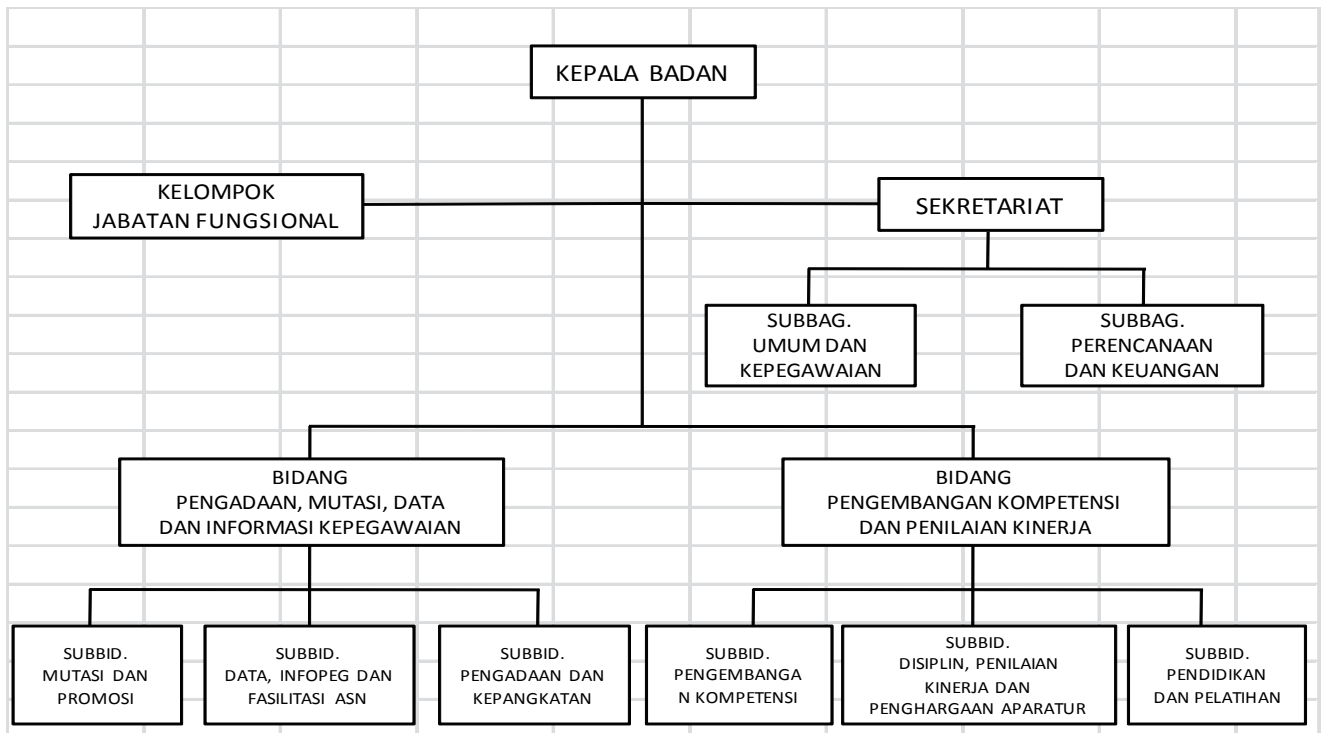 KEPALA BADAN
KELOMPOK
JABATAN FUNGSIONAL
SEKRETARIAT
SUBBAG.
UMUM DAN
KEPEGAWAIAN
SUBBAG.
PERENCANAAN
DAN KEUANGAN
BIDANG
PENGADAAN, MUTASI, DATA
DAN INFORMASI KEPEGAWAIAN
BIDANG
PENGEMBANGAN KOMPETENSI
DAN PENILAIAN KINERJA
SUBBID.
MUTASI DAN
PROMOSI
SUBBID.
DATA, INFOPEG DAN
FASILITASI ASN
SUBBID.
PENGADAAN DAN
KEPANGKATAN
SUBBID.
PENGEMBANGA
N KOMPETENSI
SUBBID.
DISIPLIN, PENILAIAN
KINERJA DAN
PENGHARGAAN APARATUR
SUBBID.
PENDIDIKAN
DAN PELATIHAN